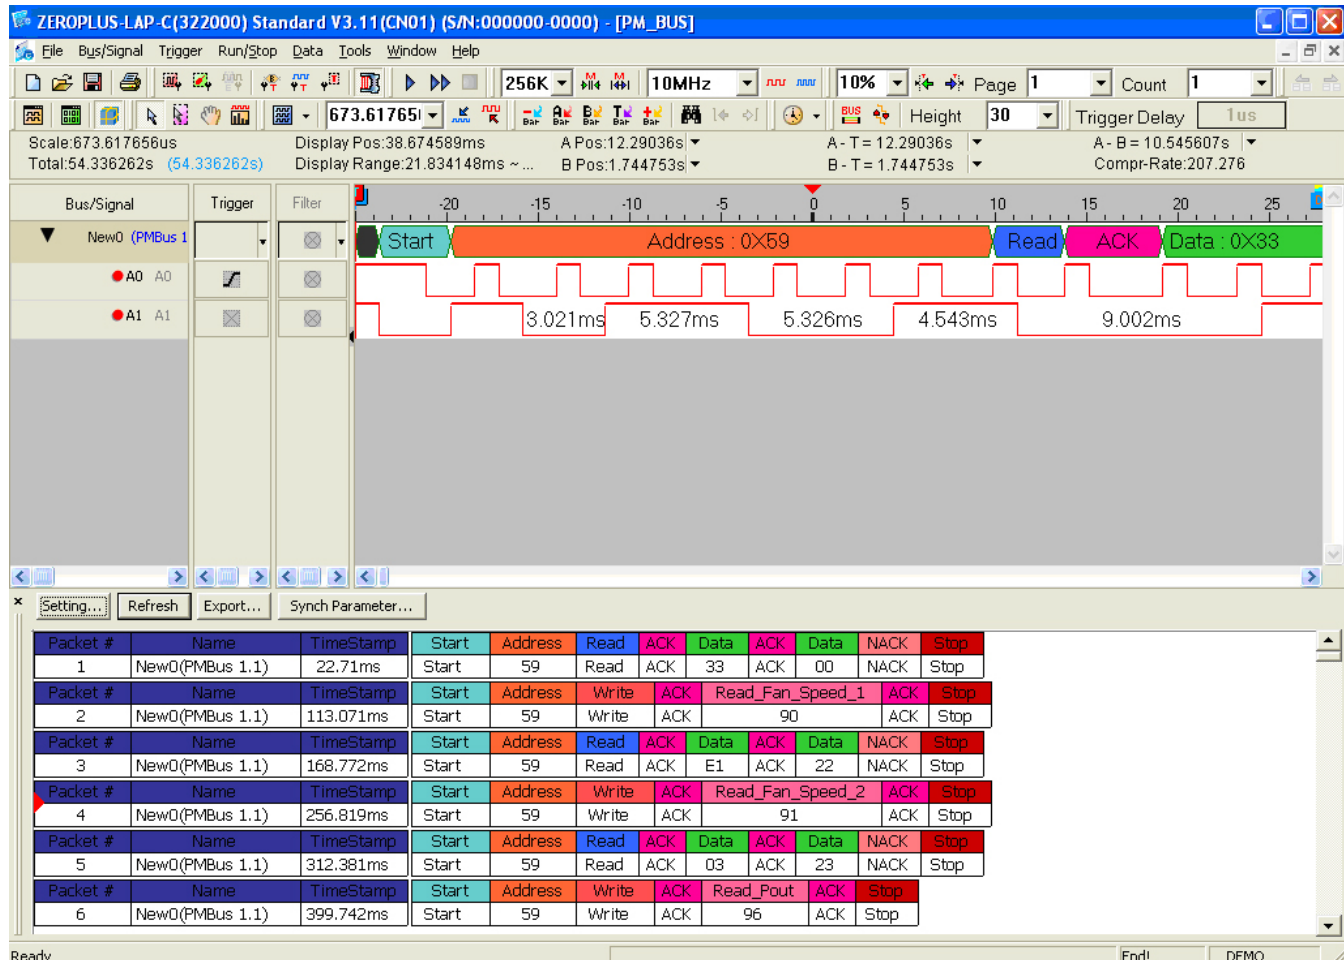 ZEROPLUS-LAP-C(322000) Standard V3.11(CN01) (S/N:000000-0000) - [PM_BUS]
File Bus/Signal Trigger Run/Stop Data Tools Window Help
256K 10MHz 10% Page 1 Count 1
673.61765 Bar Bar Bar Bar Bar BUS Height 30 Trigger Delay 1us
Scale:673.617656us Display Pos:38.674589ms A Pos:12.29036s A - T = 12.29036s A - B = 10.545607s
Total:54.336262s (54.336262s) Display Range:21.834148ms ~ ... B Pos:1.744753s B - T = 1.744753s Compr-Rate:207.276
Bus/Signal Trigger Filter -20 -15 -10 -5 0 5 10 15 20 25
New0 (PMBus 1 Start Address : 0X59 Read ACK Data : 0X33
A0 A0
A1 A1 3.021ms 5.327ms 5.326ms 4.543ms 9.002ms
Setting... Refresh Export... Synch Parameter...
Packet # Name TimeStamp Start Address Read ACK Data ACK Data NACK Stop
1 New0(PMBus 1.1) 22.71ms Start 59 Read ACK 33 ACK 00 NACK Stop
Packet # Name TimeStamp Start Address Write ACK Read_Fan_Speed_1 ACK Stop
2 New0(PMBus 1.1) 113.071ms Start 59 Write ACK 90 ACK Stop
Packet # Name TimeStamp Start Address Read ACK Data ACK Data NACK Stop
3 New0(PMBus 1.1) 168.772ms Start 59 Read ACK E1 ACK 22 NACK Stop
Packet # Name TimeStamp Start Address Write ACK Read_Fan_Speed_2 ACK Stop
4 New0(PMBus 1.1) 256.819ms Start 59 Write ACK 91 ACK Stop
Packet # Name TimeStamp Start Address Read ACK Data ACK Data NACK Stop
5 New0(PMBus 1.1) 312.381ms Start 59 Read ACK 03 ACK 23 NACK Stop
Packet # Name TimeStamp Start Address Write ACK Read_Pout ACK Stop
6 New0(PMBus 1.1) 399.742ms Start 59 Write ACK 96 ACK Stop
Ready End! DEMO